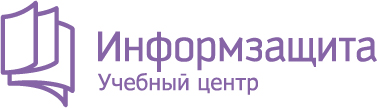 Информзащита
Учебный центр